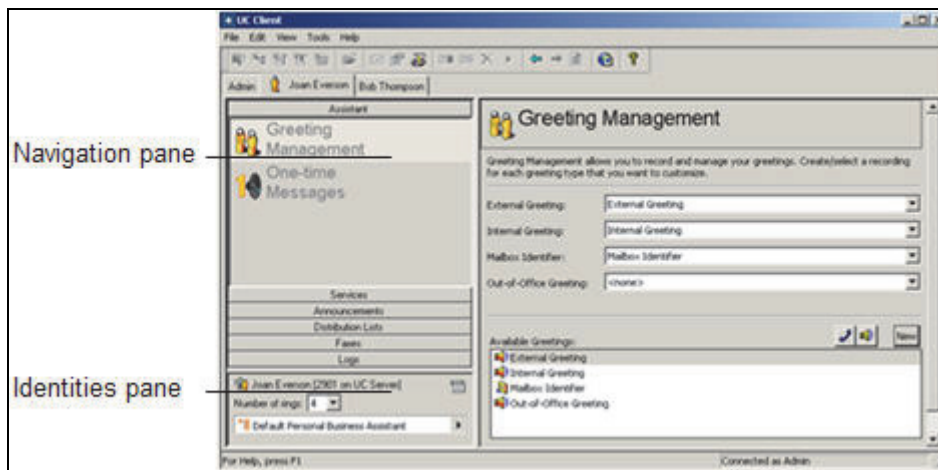 UC Client
File Edit View Tools Help
Admin Joan Everson Bob Thompson
Assistant
Greeting
Management
One-time
Messages
Services
Announcements
Distribution Lists
Faxes
Logs
Navigation pane
Identities pane
Joan Everson [2901 on UC Server]
Number of rings: 4
Default Personal Business Assistant
Greeting Management
Greeting Management allows you to record and manage your greetings. Create/select a recording
for each greeting type that you want to customize.
External Greeting: External Greeting
Internal Greeting: Internal Greeting
Mailbox Identifier: Mailbox Identifier
Out-of-Office Greeting: <none>
Available Greetings: New
External Greeting
Internal Greeting
Mailbox Identifier
Out-of-Office Greeting
For Help, press F1 Connected as Admin